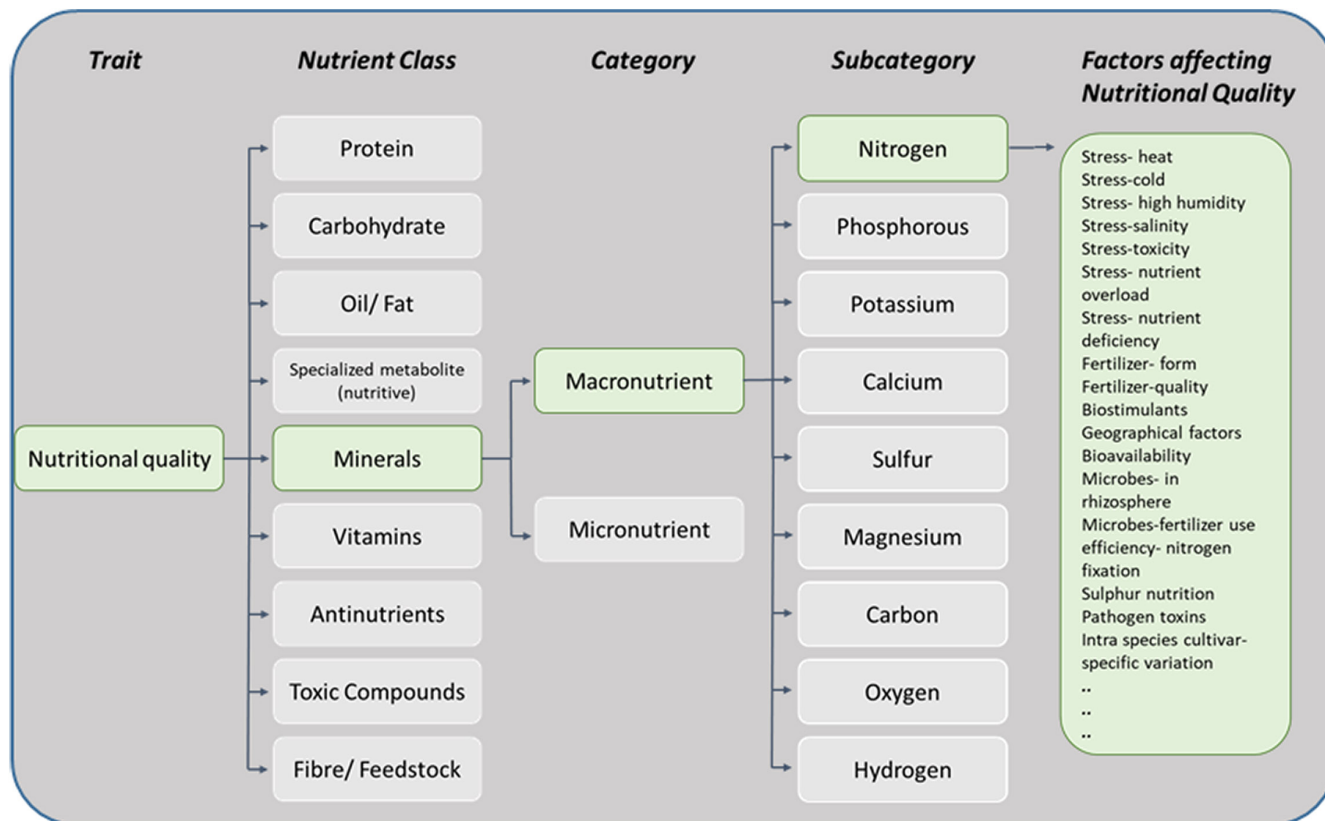 Trait
Nutrient Class
Category
Subcategory
Factors affecting
Nutritional Quality
Nutritional quality
Protein
Carbohydrate
Oil/ Fat
Specialized metabolite
(nutritive)
Minerals
Vitamins
Antinutrients
Toxic Compounds
Fibre/ Feedstock
Macronutrient
Micronutrient
Nitrogen
Phosphorous
Potassium
Calcium
Sulfur
Magnesium
Carbon
Oxygen
Hydrogen
Stress- heat
Stress-cold
Stress- high humidity
Stress-salinity
Stress-toxicity
Stress- nutrient
overload
Stress- nutrient
deficiency
Fertilizer- form
Fertilizer-quality
Biostimulants
Geographical factors
Bioavailability
Microbes- in
rhizosphere
Microbes-fertilizer use
efficiency- nitrogen
fixation
Sulphur nutrition
Pathogen toxins
Intra species cultivar-
specific variation
..
..
..